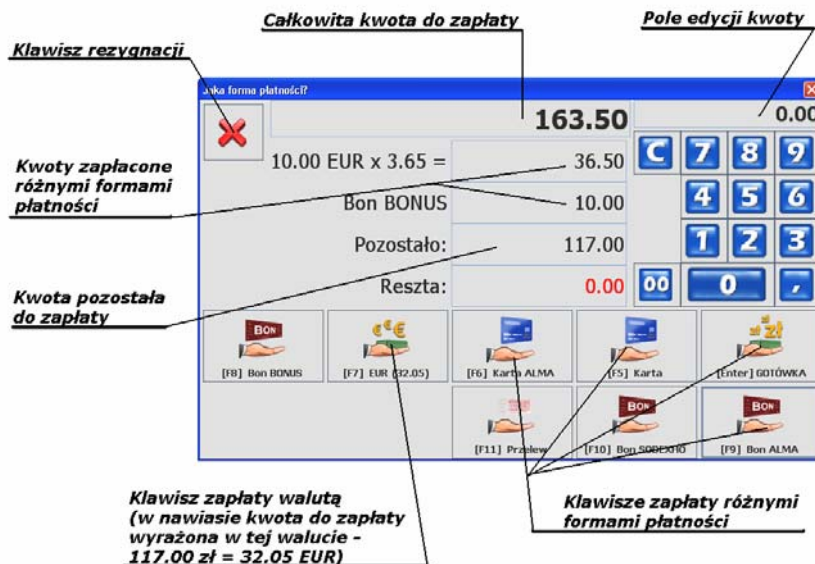 Całkowita kwota do zapłaty
Pole edycji kwoty
Klawisz rezygnacji
Jaka forma płatności?
163.50
0.00
10.00 EUR x 3.65 =
36.50
C
7
8
9
Kwoty zapłacone
różnymi formami
płatności
Bon BONUS
10.00
4
5
6
Pozostało:
117.00
1
2
3
Kwota pozostała
do zapłaty
Reszta:
0.00
00
0
,
BON
€€€
zł zł zł
[F8] Bon BONUS
[F7] EUR (32.05)
[F6] Karta ALMA
[F5] Karta
[Enter] GOTÓWKA
BON
BON
[F11] Przelew
[F10] Bon SODEXHO
[F9] Bon ALMA
Klawisz zapłaty walutą
(w nawiasie kwota do zapłaty
wyrażona w tej walucie -
117.00 zł = 32.05 EUR)
Klawisze zapłaty różnymi
formami płatności